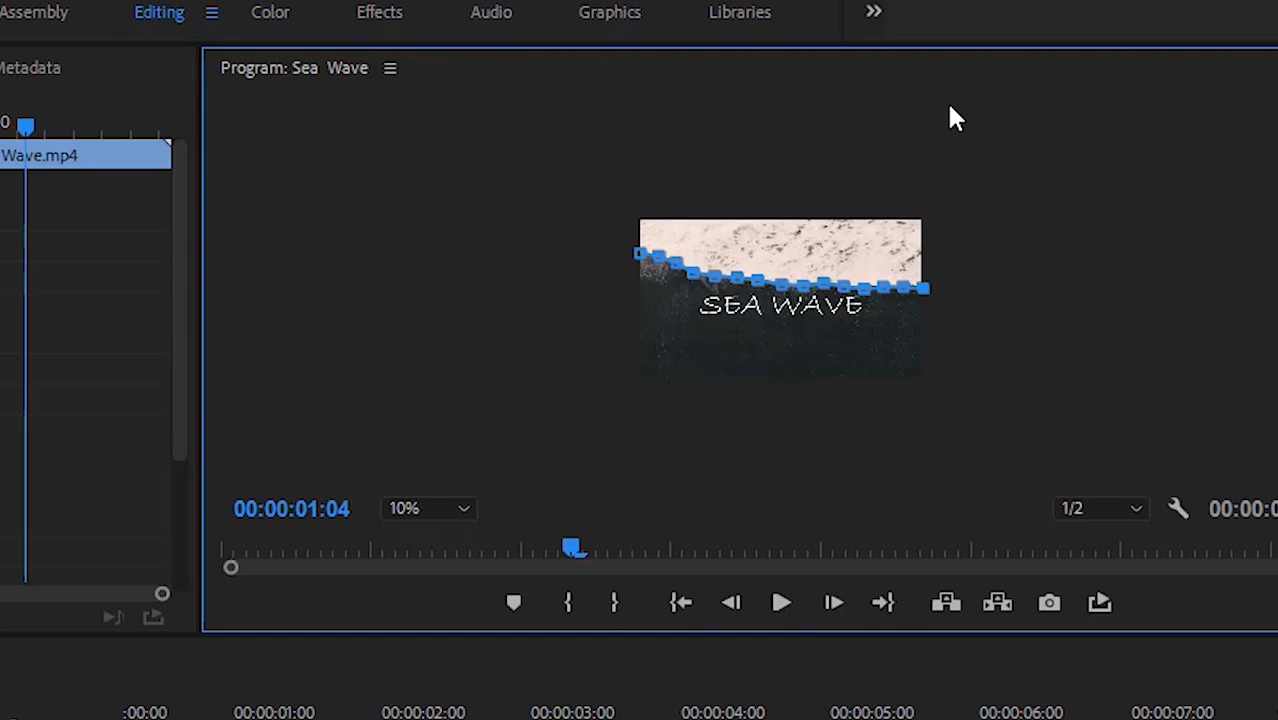 Assembly Editing Color Effects Audio Graphics Libraries
Metadata
Program: Sea Wave
0
Wave.mp4
SEA WAVE
00:00:01:04 10% 1/2 00:00:0
:00:00 00:00:01:00 00:00:02:00 00:00:03:00 00:00:04:00 00:00:05:00 00:00:06:00 00:00:07:00